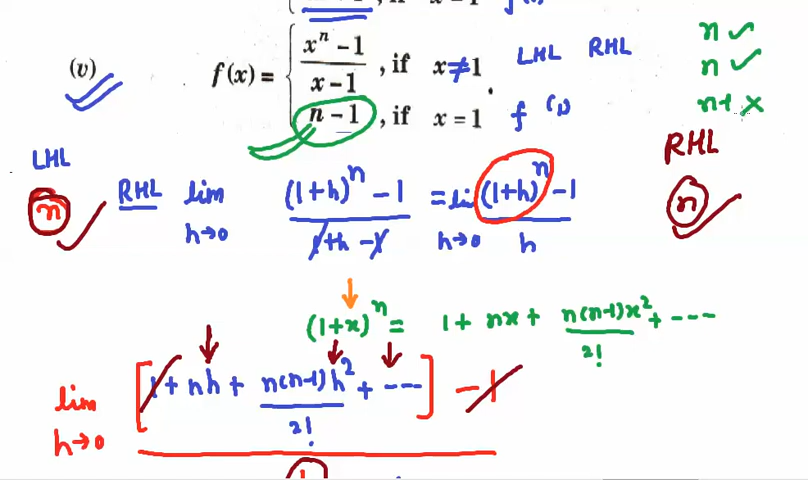 (v) f(x) = { (xⁿ − 1)/(x − 1) , if x ≠ 1 LHL RHL n ✓
n ✓
n − 1 , if x = 1 . f (1) n-1 ✗
LHL RHL
n ✓ RHL lim h→0 ((1+h)ⁿ − 1)/(1+h − 1) = lim h→0 ((1+h)ⁿ − 1)/h n ✓
(1+x)ⁿ = 1 + nx + n(n-1)x²/2! + ---
lim h→0 [1 + nh + n(n-1)h²/2! + ---] − 1